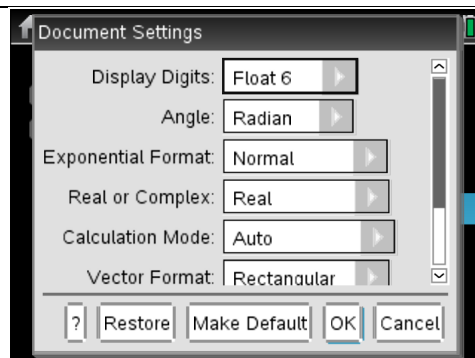 Document Settings
Display Digits: Float 6
Angle: Radian
Exponential Format: Normal
Real or Complex: Real
Calculation Mode: Auto
Vector Format: Rectangular
? Restore Make Default OK Cancel